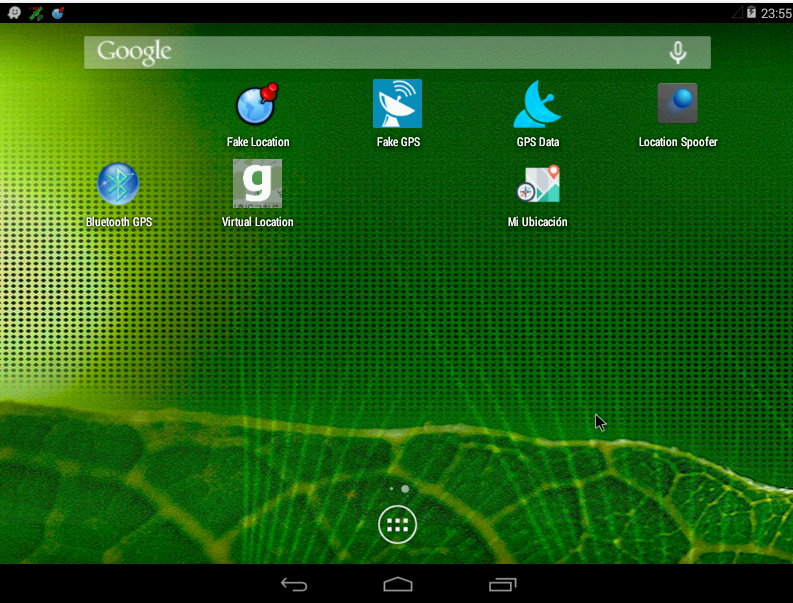 23:55
Google
Fake Location
Fake GPS
GPS Data
Location Spoofer
g
Bluetooth GPS
Virtual Location
Mi Ubicación